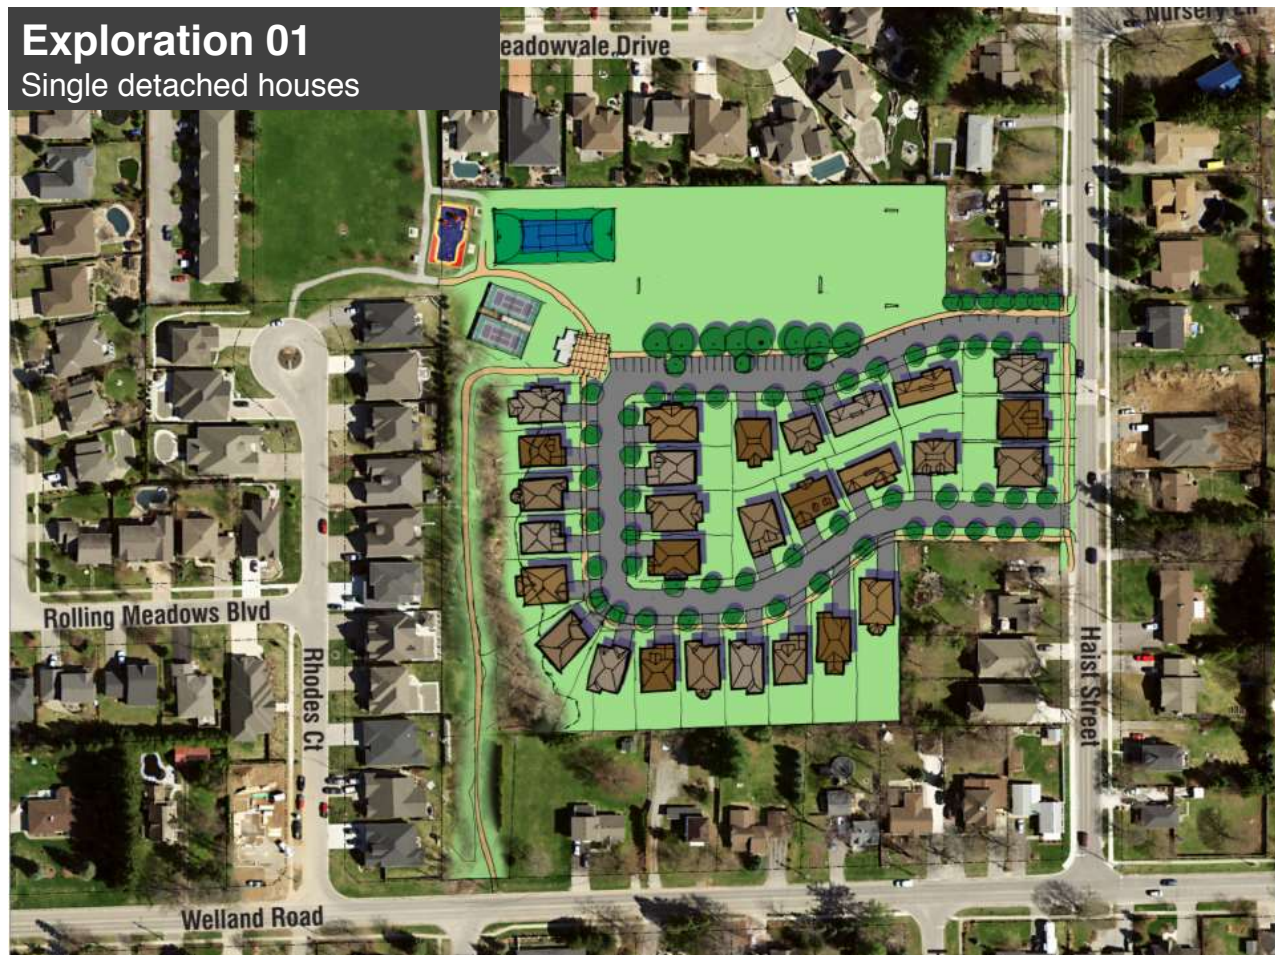 Exploration 01
Single detached houses
eadowvale Drive
Rolling Meadows Blvd
Rhodes Ct
Haist Street
Welland Road